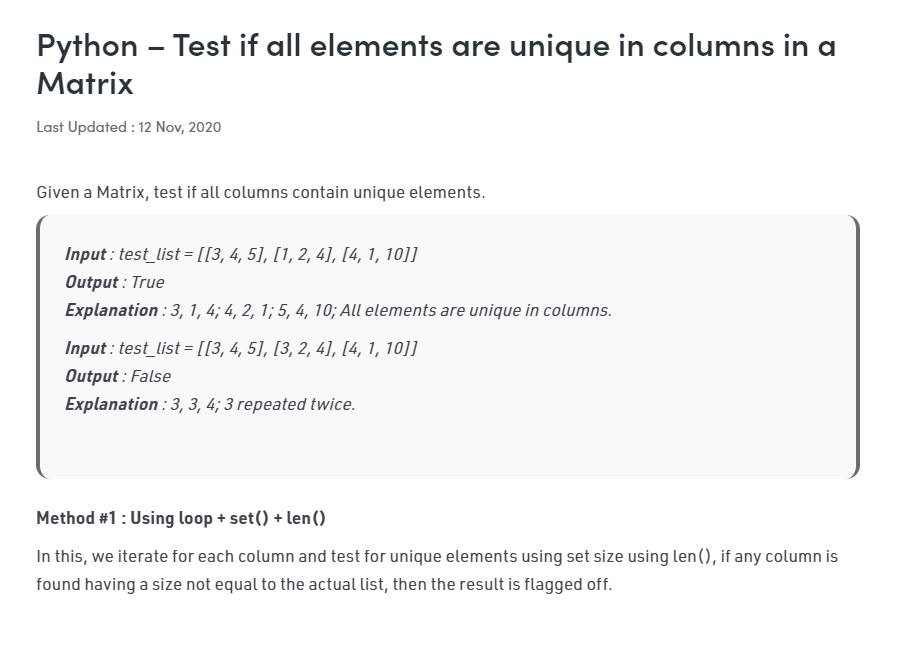 Python – Test if all elements are unique in columns in a
Matrix
Last Updated : 12 Nov, 2020
Given a Matrix, test if all columns contain unique elements.
Input : test_list = [[3, 4, 5], [1, 2, 4], [4, 1, 10]]
Output : True
Explanation : 3, 1, 4; 4, 2, 1; 5, 4, 10; All elements are unique in columns.
Input : test_list = [[3, 4, 5], [3, 2, 4], [4, 1, 10]]
Output : False
Explanation : 3, 3, 4; 3 repeated twice.
Method #1 : Using loop + set() + len()
In this, we iterate for each column and test for unique elements using set size using len(), if any column is
found having a size not equal to the actual list, then the result is flagged off.